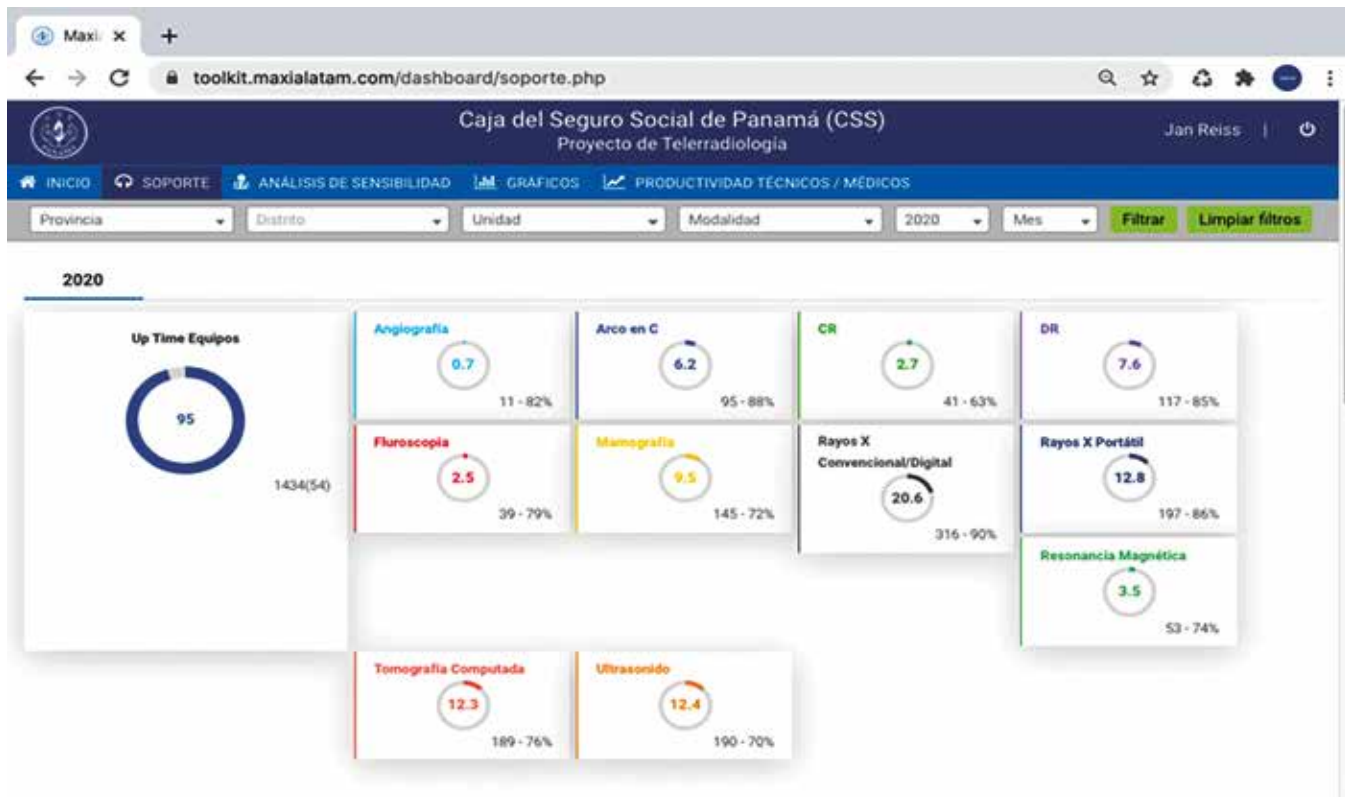 Maxi
toolkit.maxialatam.com/dashboard/soporte.php
Caja del Seguro Social de Panamá (CSS)
Proyecto de Telerradiología
Jan Reiss |
INICIO SOPORTE ANÁLISIS DE SENSIBILIDAD GRÁFICOS PRODUCTIVIDAD TÉCNICOS / MÉDICOS
Provincia Distrito Unidad Modalidad 2020 Mes Filtrar Limpiar filtros
2020
Up Time Equipos
95
1434(54)
Angiografía
0.7
11 - 82%
Arco en C
6.2
95 - 88%
CR
2.7
41 - 63%
DR
7.6
117 - 85%
Fluroscopia
2.5
39 - 79%
Mamografía
9.5
145 - 72%
Rayos X
Convencional/Digital
20.6
316 - 90%
Rayos X Portátil
12.8
197 - 86%
Resonancia Magnética
3.5
53 - 74%
Tomografía Computada
12.3
189 - 76%
Ultrasonido
12.4
190 - 70%